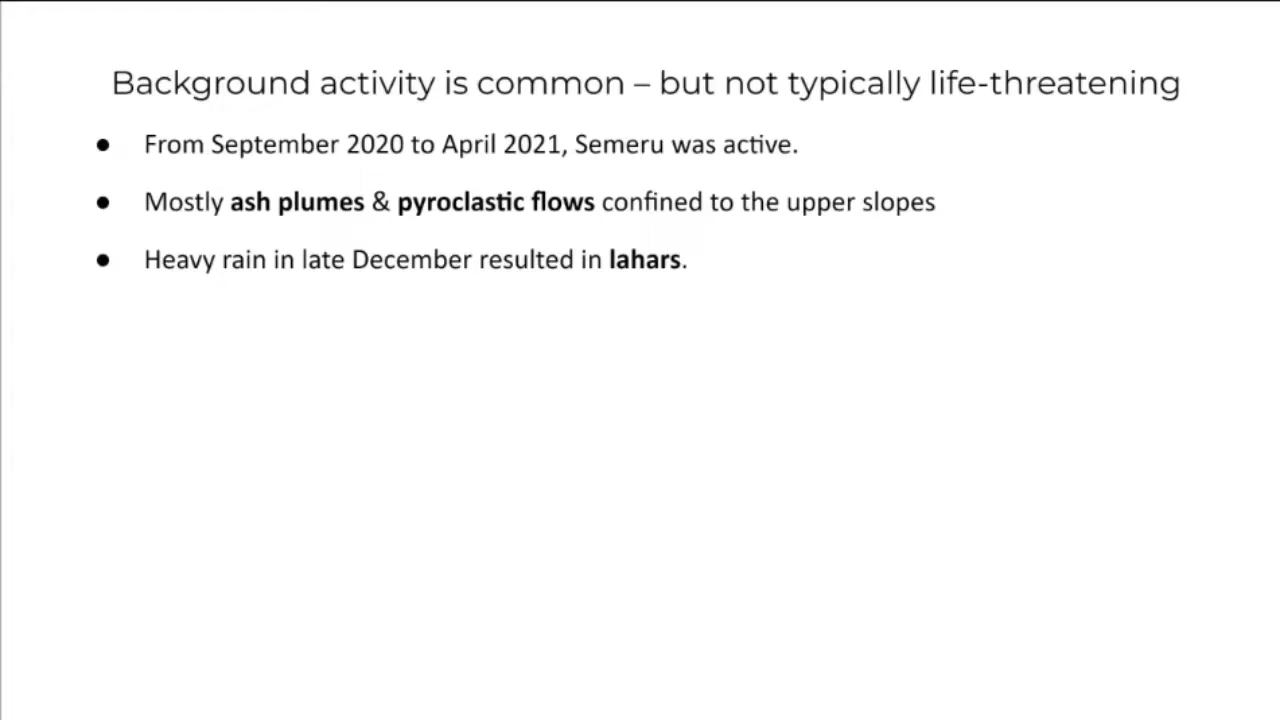 Background activity is common – but not typically life-threatening
● From September 2020 to April 2021, Semeru was active.
● Mostly ash plumes & pyroclastic flows confined to the upper slopes
● Heavy rain in late December resulted in lahars.